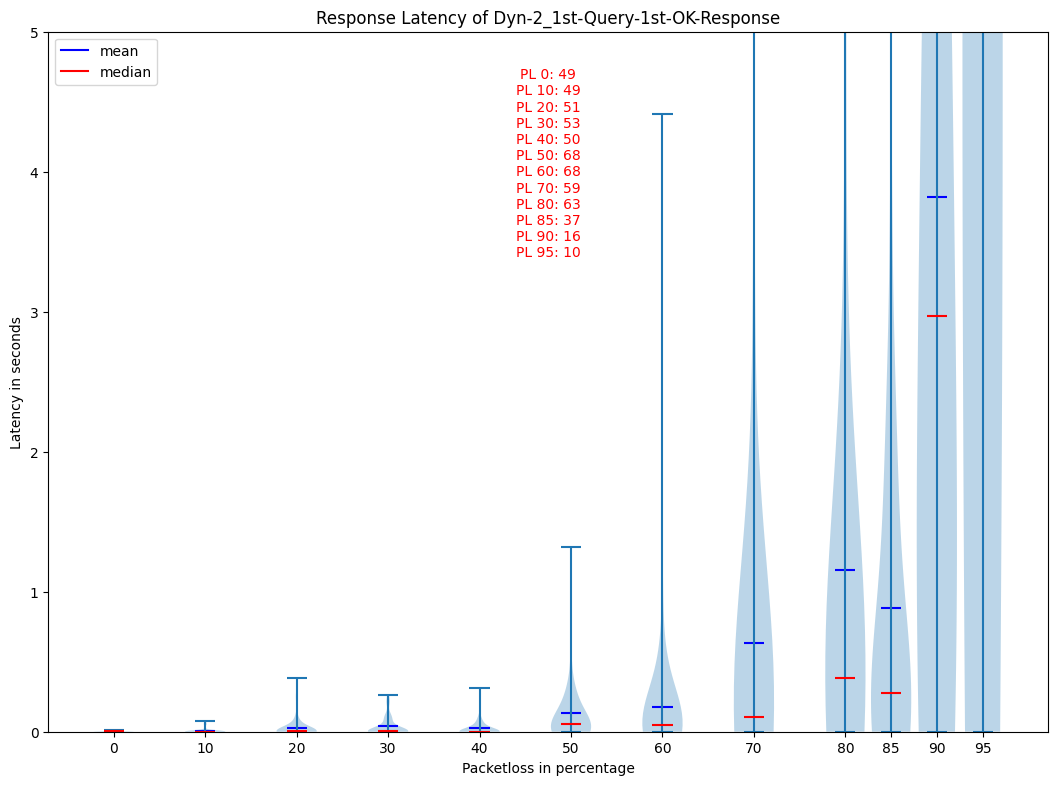 Response Latency of Dyn-2_1st-Query-1st-OK-Response
mean
median
PL 0: 49
PL 10: 49
PL 20: 51
PL 30: 53
PL 40: 50
PL 50: 68
PL 60: 68
PL 70: 59
PL 80: 63
PL 85: 37
PL 90: 16
PL 95: 10
5
4
3
2
1
0
Latency in seconds
0 10 20 30 40 50 60 70 80 85 90 95
Packetloss in percentage